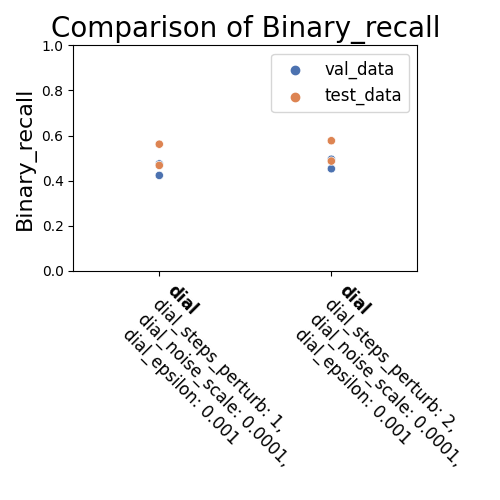 Comparison of Binary_recall
Binary_recall
1.0
0.8
0.6
0.4
0.2
0.0
val_data
test_data
dial
dial_steps_perturb: 1,
dial_noise_scale: 0.0001,
dial_epsilon: 0.001
dial
dial_steps_perturb: 2,
dial_noise_scale: 0.0001,
dial_epsilon: 0.001